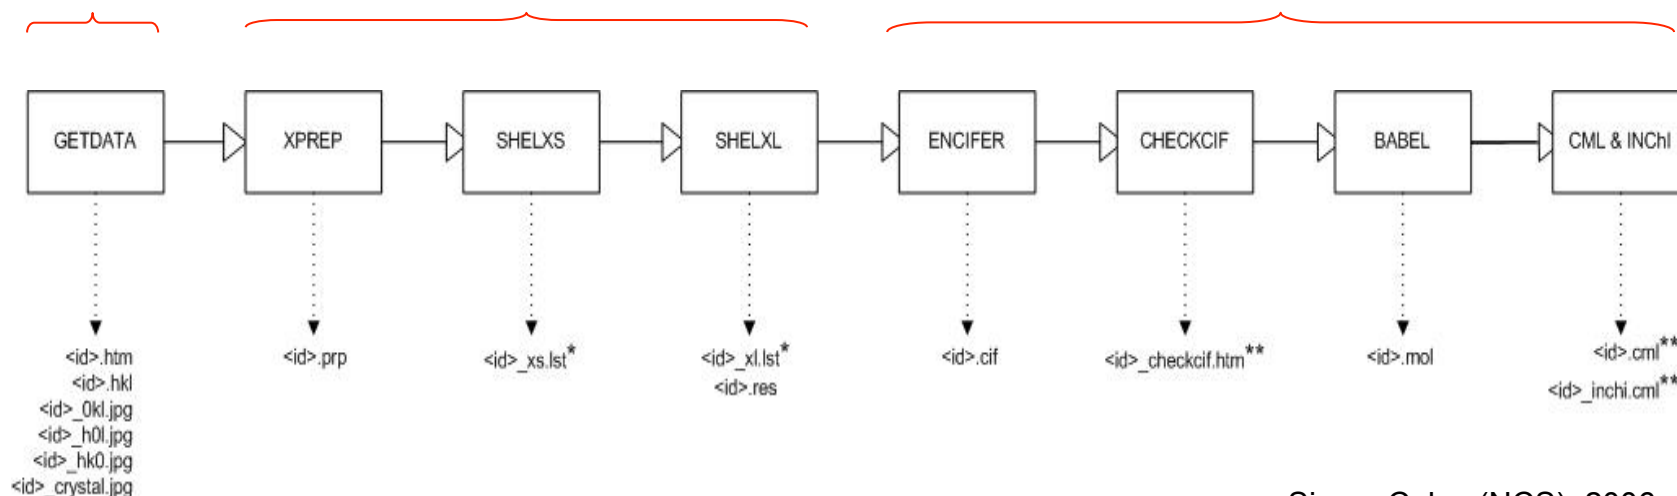 GETDATA
XPREP
SHELXS
SHELXL
ENCIFER
CHECKCIF
BABEL
CML & INChI
<id>.htm
<id>.hkl
<id>_0kl.jpg
<id>_h0l.jpg
<id>_hk0.jpg
<id>_crystal.jpg
<id>.prp
<id>_xs.lst*
<id>_xl.lst*
<id>.res
<id>.cif
<id>_checkcif.htm**
<id>.mol
<id>.cml**
<id>_inchi.cml**
(NCS) 2006